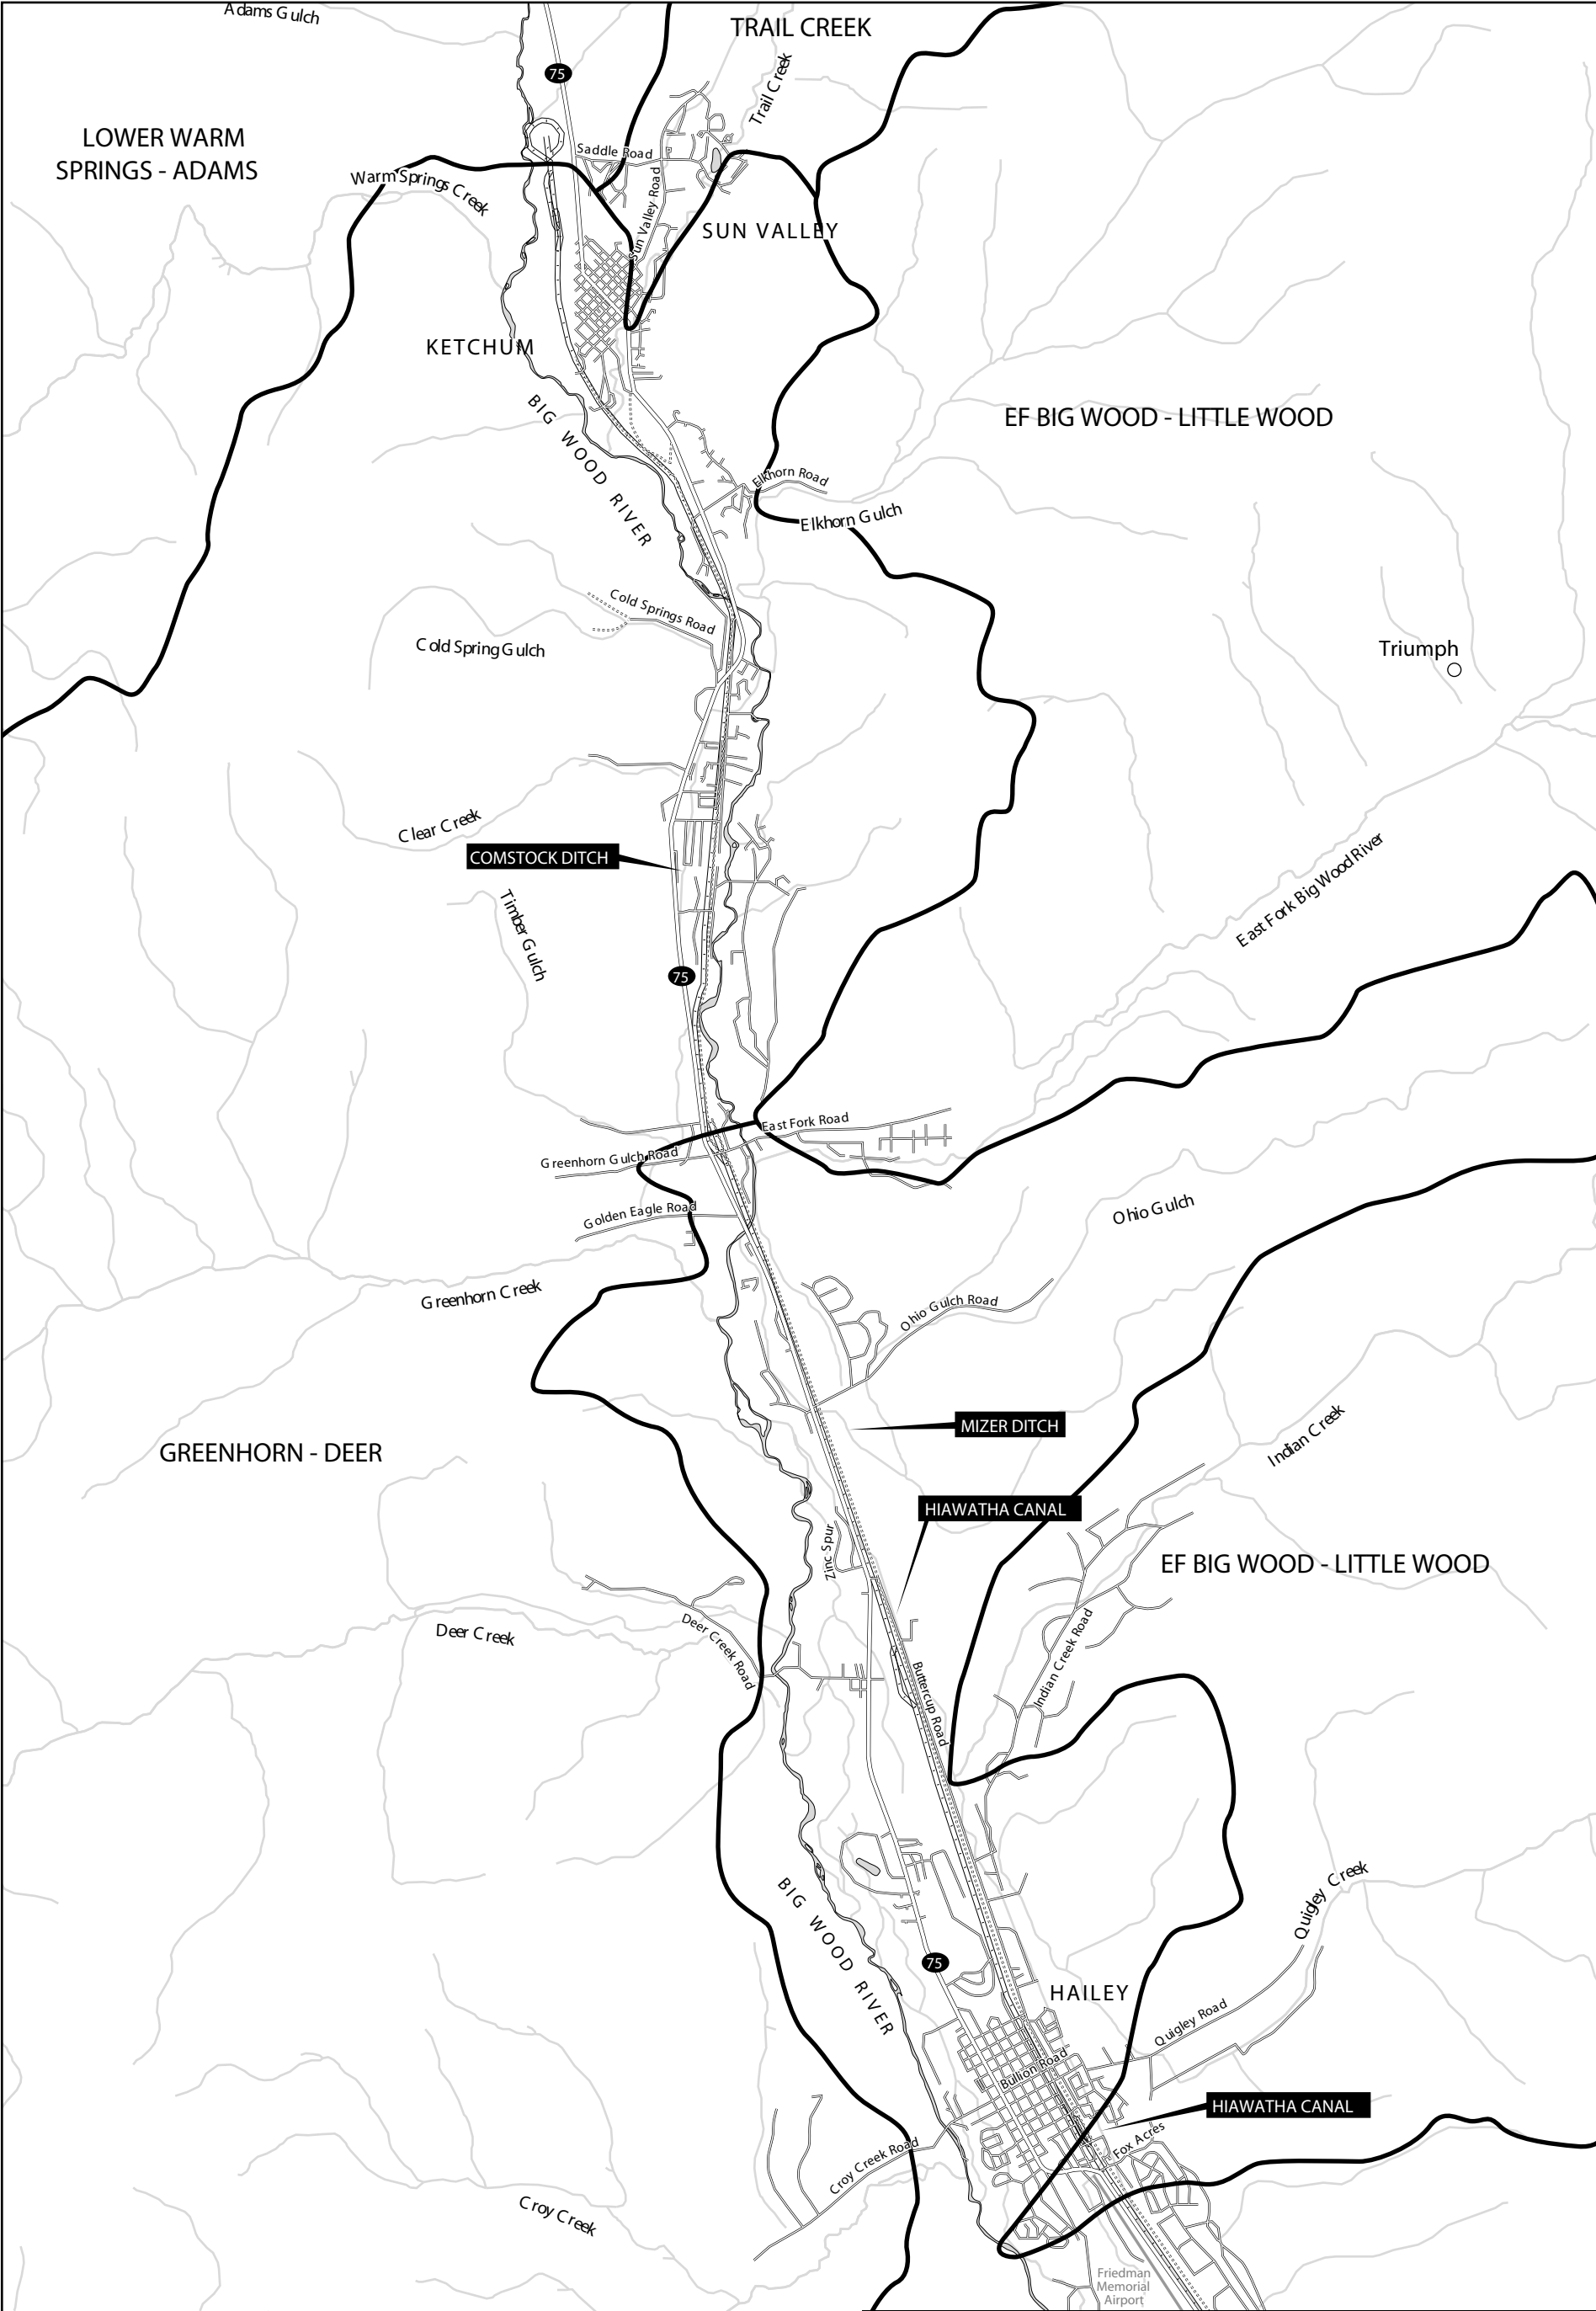 Adams Gulch
TRAIL CREEK
75
Trail Creek
LOWER WARM
SPRINGS - ADAMS
Saddle Road
Warm Springs Creek
Sun Valley Road
SUN VALLEY
KETCHUM
BIG WOOD RIVER
EF BIG WOOD - LITTLE WOOD
Elkhorn Road
Elkhorn Gulch
Cold Springs Road
Cold Spring Gulch
Triumph
Clear Creek
COMSTOCK DITCH
East Fork Big Wood River
Timber Gulch
75
East Fork Road
Greenhorn Gulch Road
Golden Eagle Road
Ohio Gulch
Greenhorn Creek
Ohio Gulch Road
MIZER DITCH
Indian Creek
GREENHORN - DEER
HIAWATHA CANAL
Zinc Spur
EF BIG WOOD - LITTLE WOOD
Deer Creek
Deer Creek Road
Indian Creek Road
Buttercup Road
Quigley Creek
BIG WOOD RIVER
75
HAILEY
Quigley Road
Bullion Road
HIAWATHA CANAL
Fox Acres
Croy Creek Road
Croy Creek
Friedman
Memorial
Airport